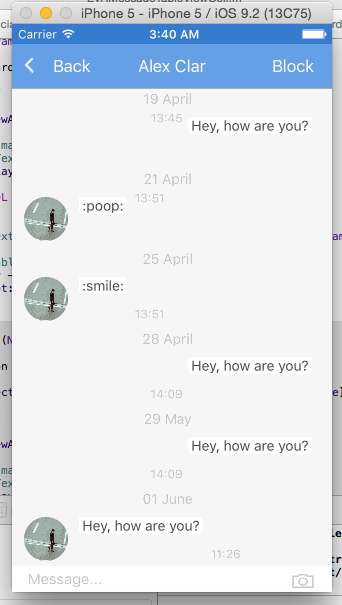 iPhone 5 - iPhone 5 / iOS 9.2 (13C75)
Carrier 3:40 AM
Back Alex Clar Block
19 April
13:45
Hey, how are you?
21 April
13:51
:poop:
25 April
:smile:
13:51
28 April
Hey, how are you?
14:09
29 May
Hey, how are you?
14:09
01 June
Hey, how are you?
11:26
Message...